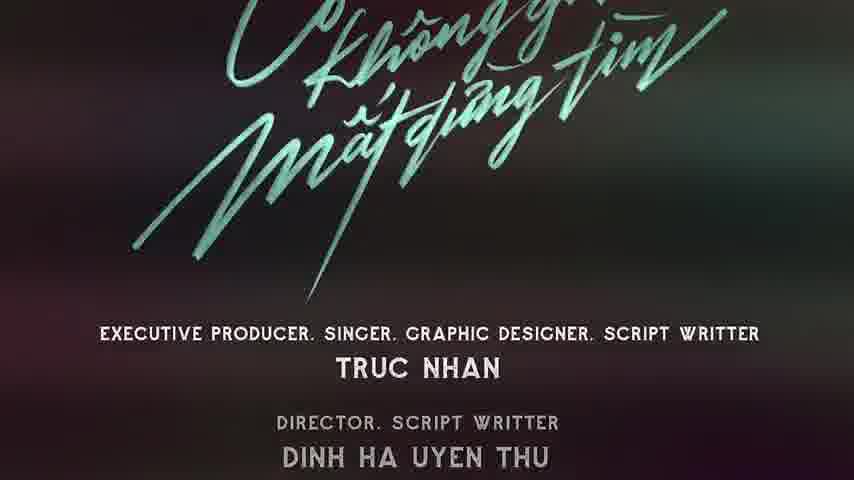 Không
Mất đừng tìm
EXECUTIVE PRODUCER. SINGER. GRAPHIC DESIGNER. SCRIPT WRITTER
TRUC NHAN
DIRECTOR. SCRIPT WRITTER
DINH HA UYEN THU